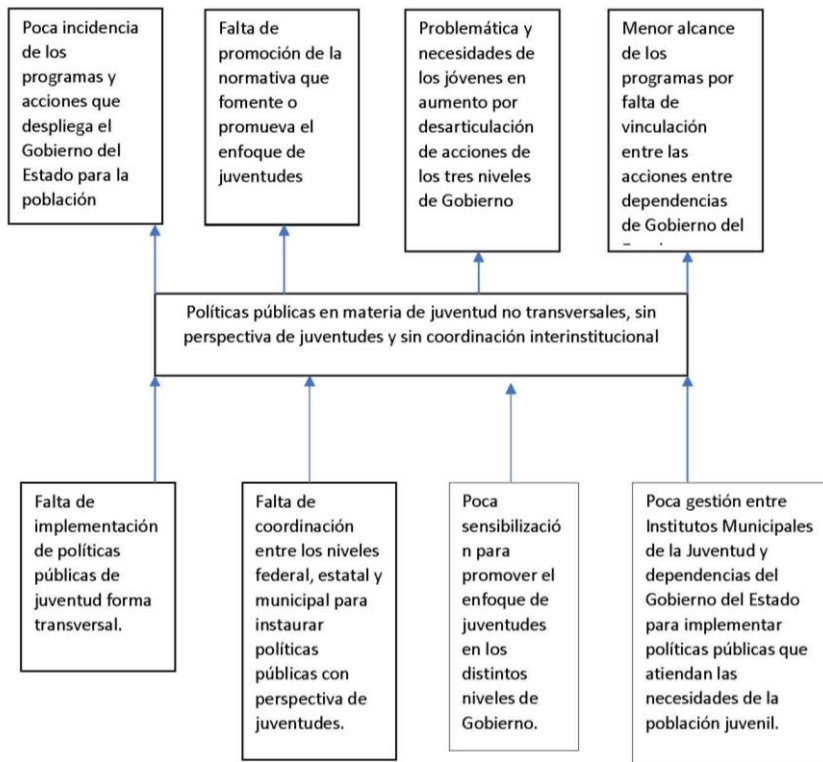 Poca incidencia
de los
programas y
acciones que
despliega el
Gobierno del
Estado para la
población
Falta de
promoción de la
normativa que
fomente o
promueva el
enfoque de
juventudes
Problemática y
necesidades de
los jóvenes en
aumento por
desarticulación
de acciones de
los tres niveles
de Gobierno
Menor alcance
de los
programas por
falta de
vinculación
entre las
acciones entre
dependencias
de Gobierno del
Políticas públicas en materia de juventud no transversales, sin
perspectiva de juventudes y sin coordinación interinstitucional
Falta de
implementación
de políticas
públicas de
juventud forma
transversal.
Falta de
coordinación
entre los niveles
federal, estatal y
municipal para
instaurar
políticas
públicas con
perspectiva de
juventudes.
Poca
sensibilizació
n para
promover el
enfoque de
juventudes
en los
distintos
niveles de
Gobierno.
Poca gestión entre
Institutos Municipales
de la Juventud y
dependencias del
Gobierno del Estado
para implementar
políticas públicas que
atiendan las
necesidades de la
población juvenil.